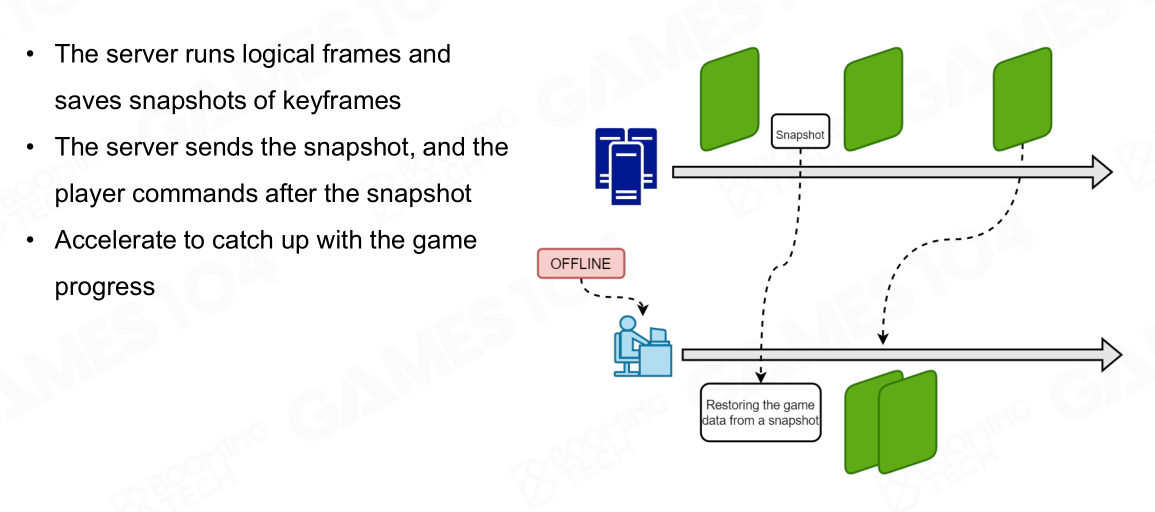 • The server runs logical frames and
saves snapshots of keyframes
• The server sends the snapshot, and the
player commands after the snapshot
• Accelerate to catch up with the game
progress
Snapshot
OFFLINE
Restoring the game
data from a snapshot
GAMES104
BOOMING
TECH